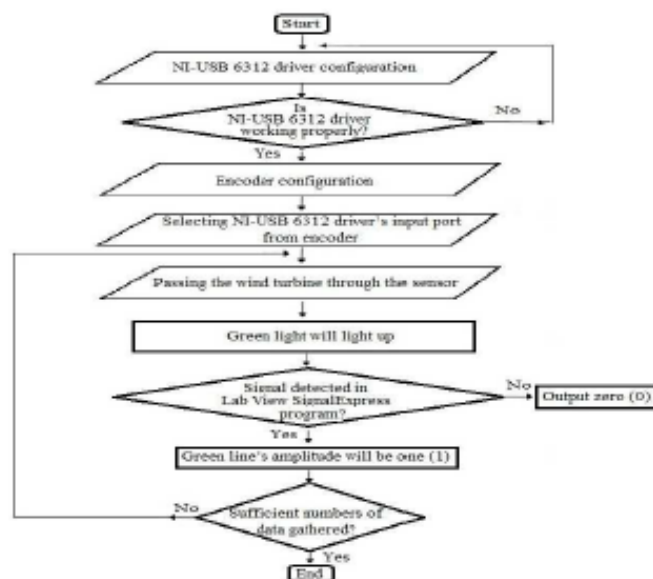 Start
NI-USB 6312 driver configuration
Is
NI-USB 6312 driver
working properly?
No
Yes
Encoder configuration
Selecting NI-USB 6312 driver's input port
from encoder
Passing the wind turbine through the sensor
Green light will light up
Signal detected in
Lab View SignalExpress
program?
No
Output zero (0)
Yes
Green line's amplitude will be one (1)
No
Sufficient numbers of
data gathered?
Yes
End